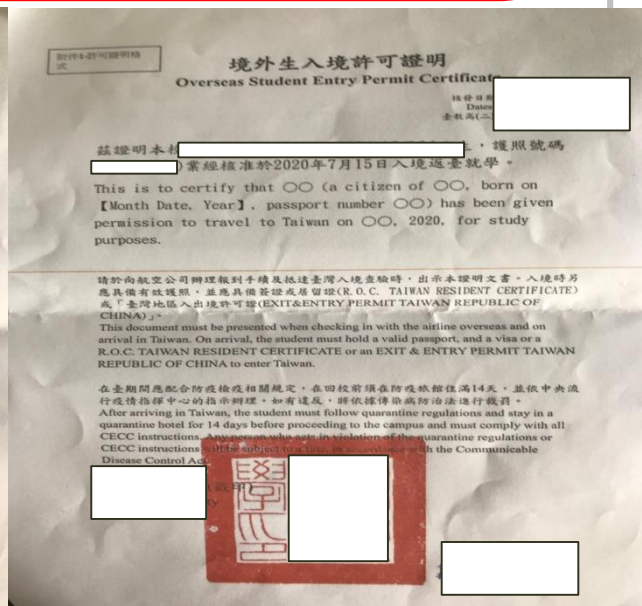 附件1-許可證明格
式
境外生入境許可證明
Overseas Student Entry Permit Certificate
核發日期
Dates
臺教高(二)
茲證明本校 ，護照號碼
)業經核准於2020年7月15日入境返臺就學。
This is to certify that ○○ (a citizen of ○○, born on
【Month Date, Year】, passport number ○○) has been given
permission to travel to Taiwan on ○○, 2020, for study
purposes.
請於向航空公司辦理報到手續及抵達臺灣入境查驗時，出示本證明文書。入境時另
應具備有效護照，並應具備簽證或居留證(R.O.C. TAIWAN RESIDENT CERTIFICATE)
或「臺灣地區入出境許可證(EXIT&ENTRY PERMIT TAIWAN REPUBLIC OF
CHINA)」。
This document must be presented when checking in with the airline overseas and on
arrival in Taiwan. On arrival, the student must hold a valid passport, and a visa or a
R.O.C. TAIWAN RESIDENT CERTIFICATE or an EXIT & ENTRY PERMIT TAIWAN
REPUBLIC OF CHINA to enter Taiwan.
在臺期間應配合防疫檢疫相關規定，在回校前須在防疫旅館住滿14天，並依中央流
行疫情指揮中心的指示辦理。如有違反，將依據傳染病防治法進行裁罰。
After arriving in Taiwan, the student must follow quarantine regulations and stay in a
quarantine hotel for 14 days before proceeding to the campus and must comply with all
CECC instructions. Any person who acts in violation of the quarantine regulations or
CECC instructions will be subject to a fine, in accordance with the Communicable
Disease Control Act.